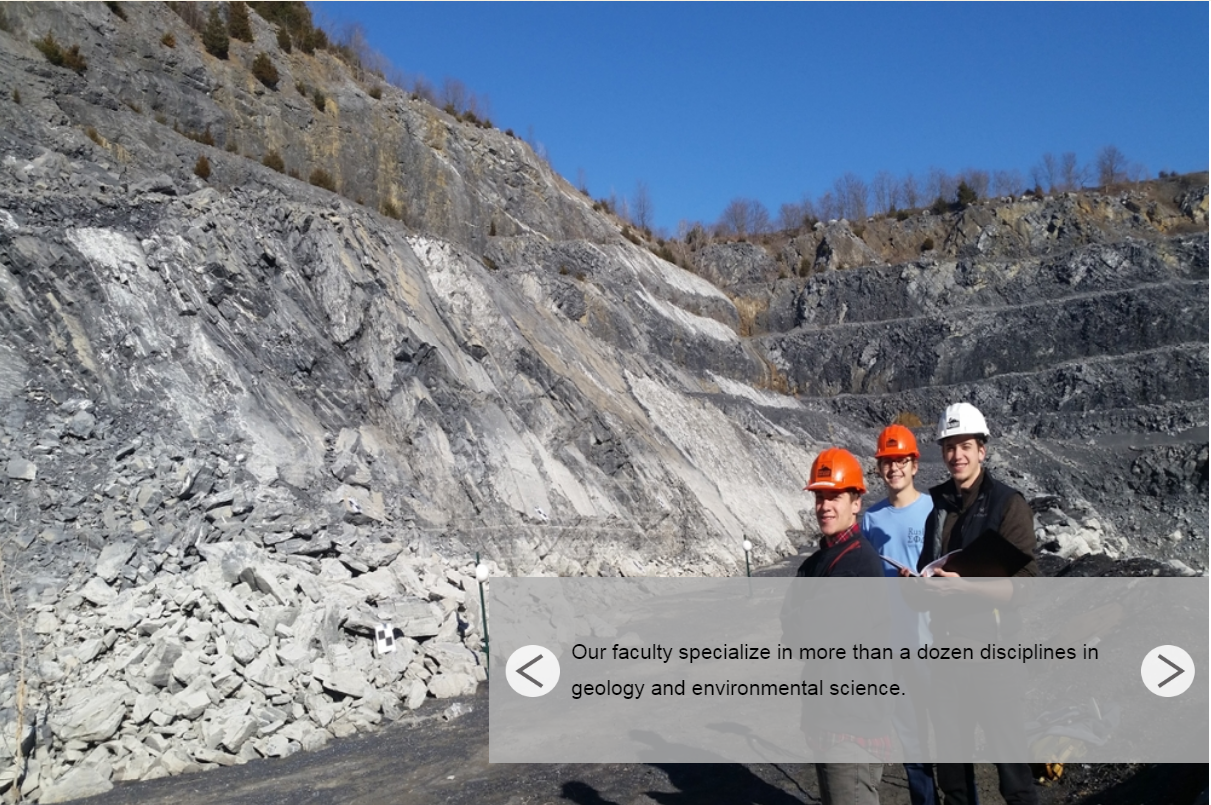 Our faculty specialize in more than a dozen disciplines in
geology and environmental science.